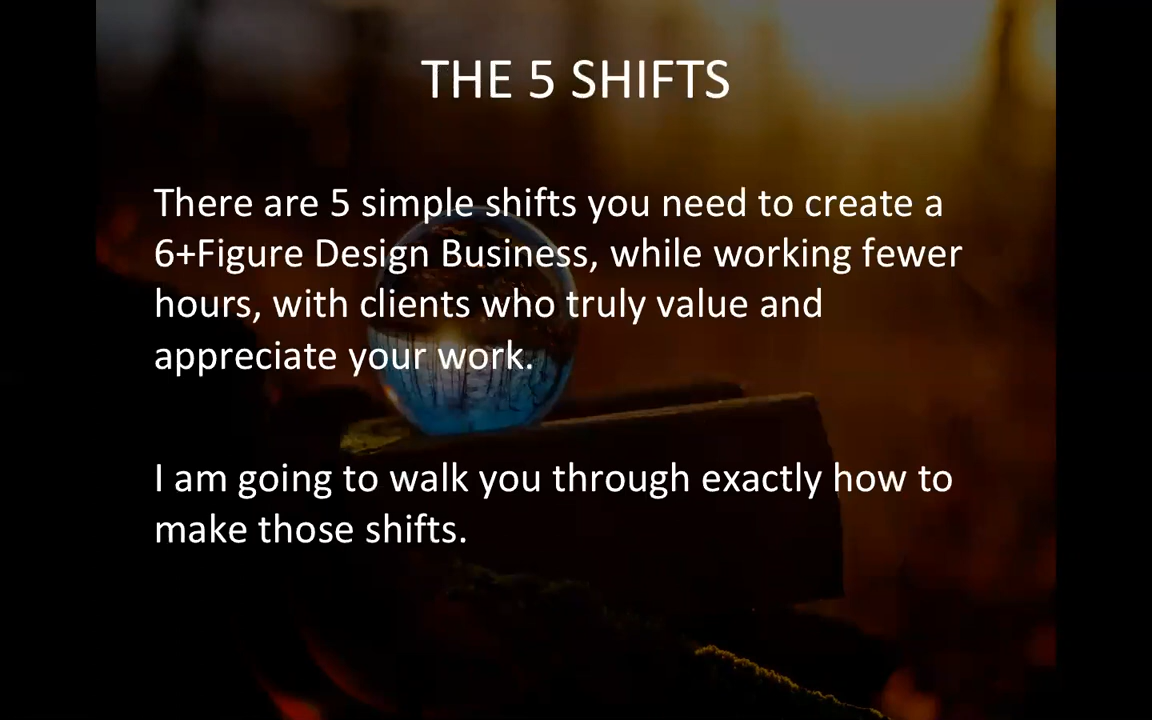 THE 5 SHIFTS
There are 5 simple shifts you need to create a
6+Figure Design Business, while working fewer
hours, with clients who truly value and
appreciate your work.
I am going to walk you through exactly how to
make those shifts.